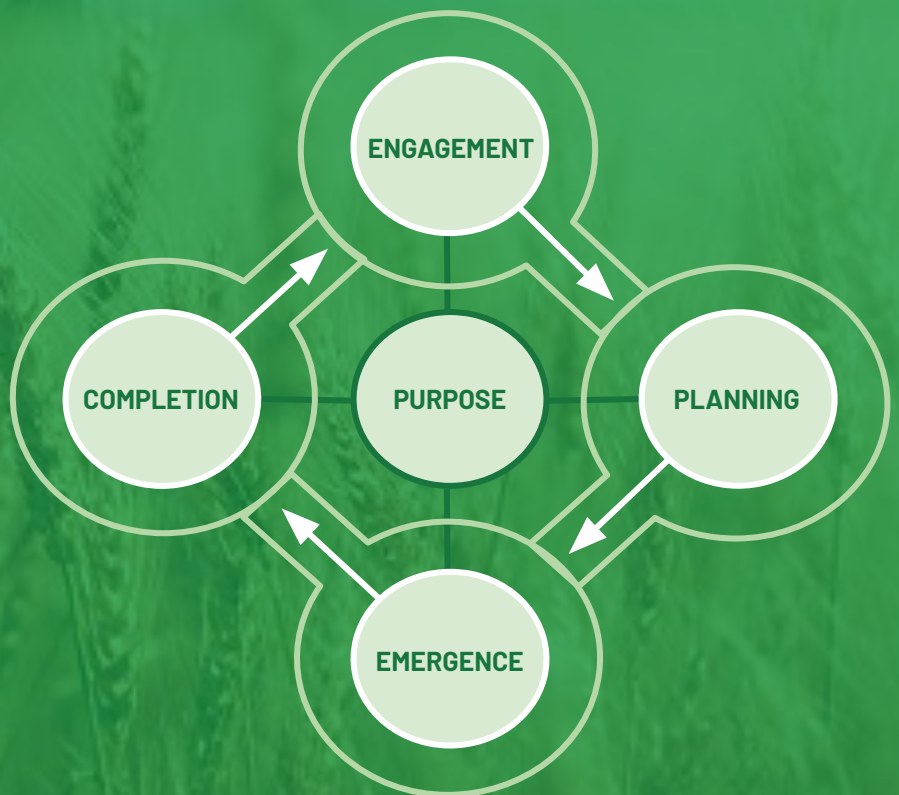 ENGAGEMENT
COMPLETION
PURPOSE
PLANNING
EMERGENCE